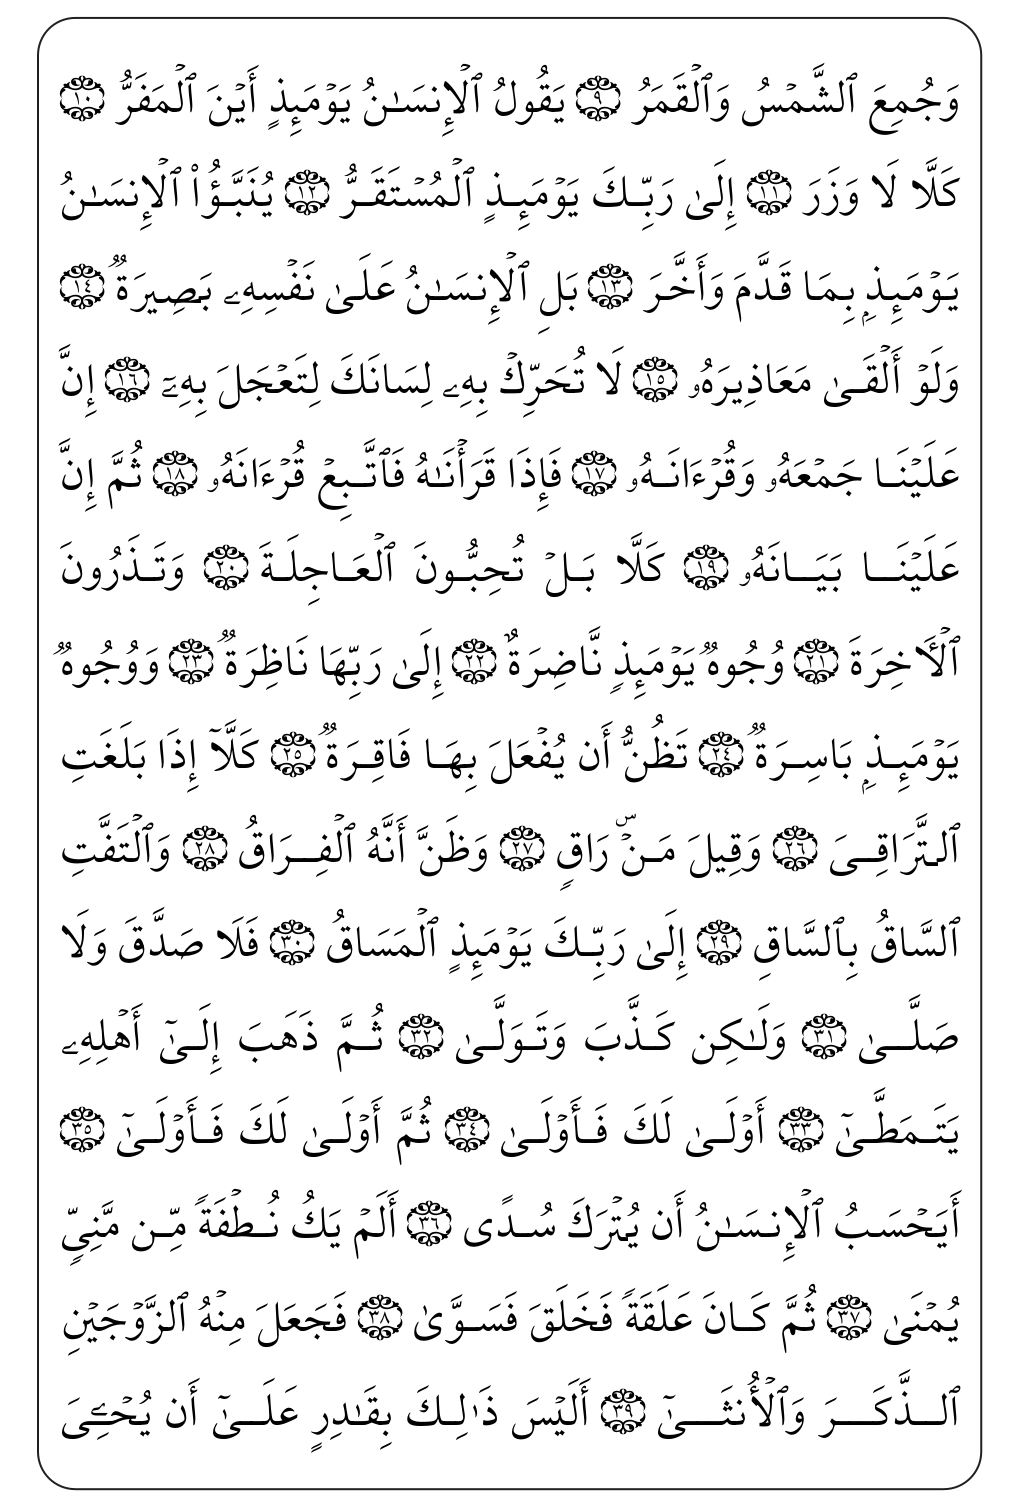 وَجُمِعَ ٱلشَّمۡسُ وَٱلۡقَمَرُ ٩ يَقُولُ ٱلۡإِنسَٰنُ يَوۡمَئِذٍ أَيۡنَ ٱلۡمَفَرُّ ١٠
كَلَّا لَا وَزَرَ ١١ إِلَىٰ رَبِّكَ يَوۡمَئِذٍ ٱلۡمُسۡتَقَرُّ ١٢ يُنَبَّؤُاْ ٱلۡإِنسَٰنُ
يَوۡمَئِذِۭ بِمَا قَدَّمَ وَأَخَّرَ ١٣ بَلِ ٱلۡإِنسَٰنُ عَلَىٰ نَفۡسِهِۦ بَصِيرَةٞ ١٤
وَلَوۡ أَلۡقَىٰ مَعَاذِيرَهُۥ ١٥ لَا تُحَرِّكۡ بِهِۦ لِسَانَكَ لِتَعۡجَلَ بِهِۦٓ ١٦ إِنَّ
عَلَيۡنَا جَمۡعَهُۥ وَقُرۡءَانَهُۥ ١٧ فَإِذَا قَرَأۡنَٰهُ فَٱتَّبِعۡ قُرۡءَانَهُۥ ١٨ ثُمَّ إِنَّ
عَلَيۡنَا بَيَانَهُۥ ١٩ كَلَّا بَلۡ تُحِبُّونَ ٱلۡعَاجِلَةَ ٢٠ وَتَذَرُونَ
ٱلۡأٓخِرَةَ ٢١ وُجُوهٞ يَوۡمَئِذٖ نَّاضِرَةٌ ٢٢ إِلَىٰ رَبِّهَا نَاظِرَةٞ ٢٣ وَوُجُوهٞ
يَوۡمَئِذِۭ بَاسِرَةٞ ٢٤ تَظُنُّ أَن يُفۡعَلَ بِهَا فَاقِرَةٞ ٢٥ كَلَّآ إِذَا بَلَغَتِ
ٱلتَّرَاقِيَ ٢٦ وَقِيلَ مَنۡۜ رَاقٖ ٢٧ وَظَنَّ أَنَّهُ ٱلۡفِرَاقُ ٢٨ وَٱلۡتَفَّتِ
ٱلسَّاقُ بِٱلسَّاقِ ٢٩ إِلَىٰ رَبِّكَ يَوۡمَئِذٍ ٱلۡمَسَاقُ ٣٠ فَلَا صَدَّقَ وَلَا
صَلَّىٰ ٣١ وَلَٰكِن كَذَّبَ وَتَوَلَّىٰ ٣٢ ثُمَّ ذَهَبَ إِلَىٰٓ أَهۡلِهِۦ
يَتَمَطَّىٰٓ ٣٣ أَوۡلَىٰ لَكَ فَأَوۡلَىٰ ٣٤ ثُمَّ أَوۡلَىٰ لَكَ فَأَوۡلَىٰٓ ٣٥
أَيَحۡسَبُ ٱلۡإِنسَٰنُ أَن يُتۡرَكَ سُدًى ٣٦ أَلَمۡ يَكُ نُطۡفَةٗ مِّن مَّنِيّٖ
يُمۡنَىٰ ٣٧ ثُمَّ كَانَ عَلَقَةٗ فَخَلَقَ فَسَوَّىٰ ٣٨ فَجَعَلَ مِنۡهُ ٱلزَّوۡجَيۡنِ
ٱلذَّكَرَ وَٱلۡأُنثَىٰٓ ٣٩ أَلَيۡسَ ذَٰلِكَ بِقَٰدِرٍ عَلَىٰٓ أَن يُحۡـِۧيَ